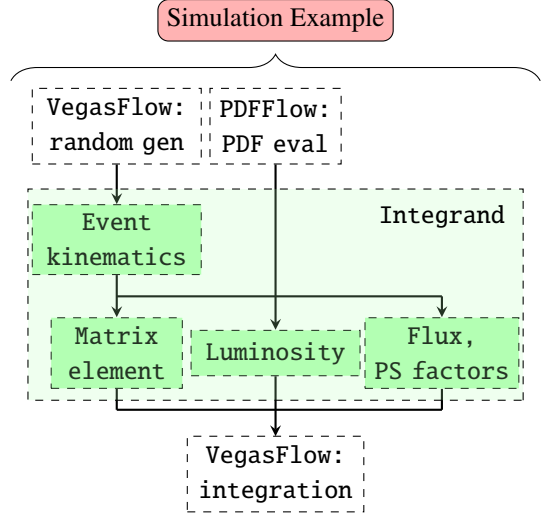 Simulation Example
VegasFlow:
random gen
PDFFlow:
PDF eval
Integrand
Event
kinematics
Matrix
element
Luminosity
Flux,
PS factors
VegasFlow:
integration